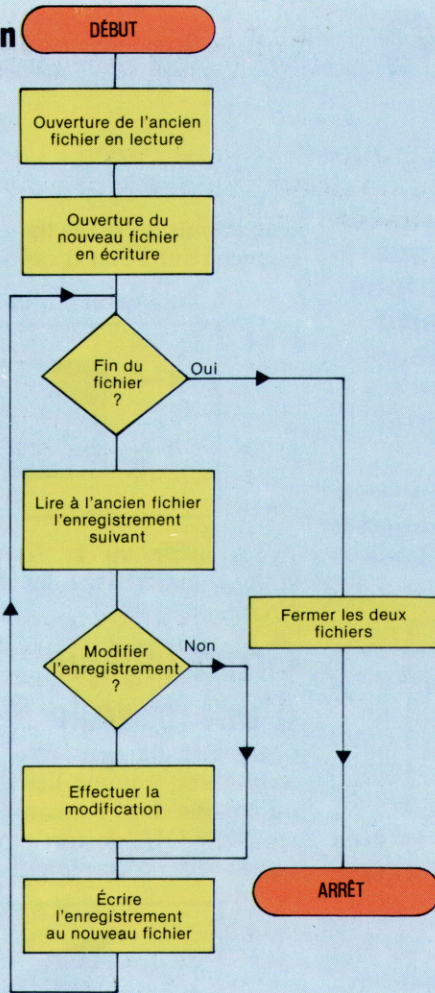 n
DÉBUT
Ouverture de l'ancien
fichier en lecture
Ouverture du
nouveau fichier
en écriture
Fin du
fichier
?
Oui
Lire à l'ancien fichier
l'enregistrement
suivant
Modifier
l'enregistrement
?
Non
Fermer les deux
fichiers
Effectuer la
modification
Écrire
l'enregistrement
au nouveau fichier
ARRÊT